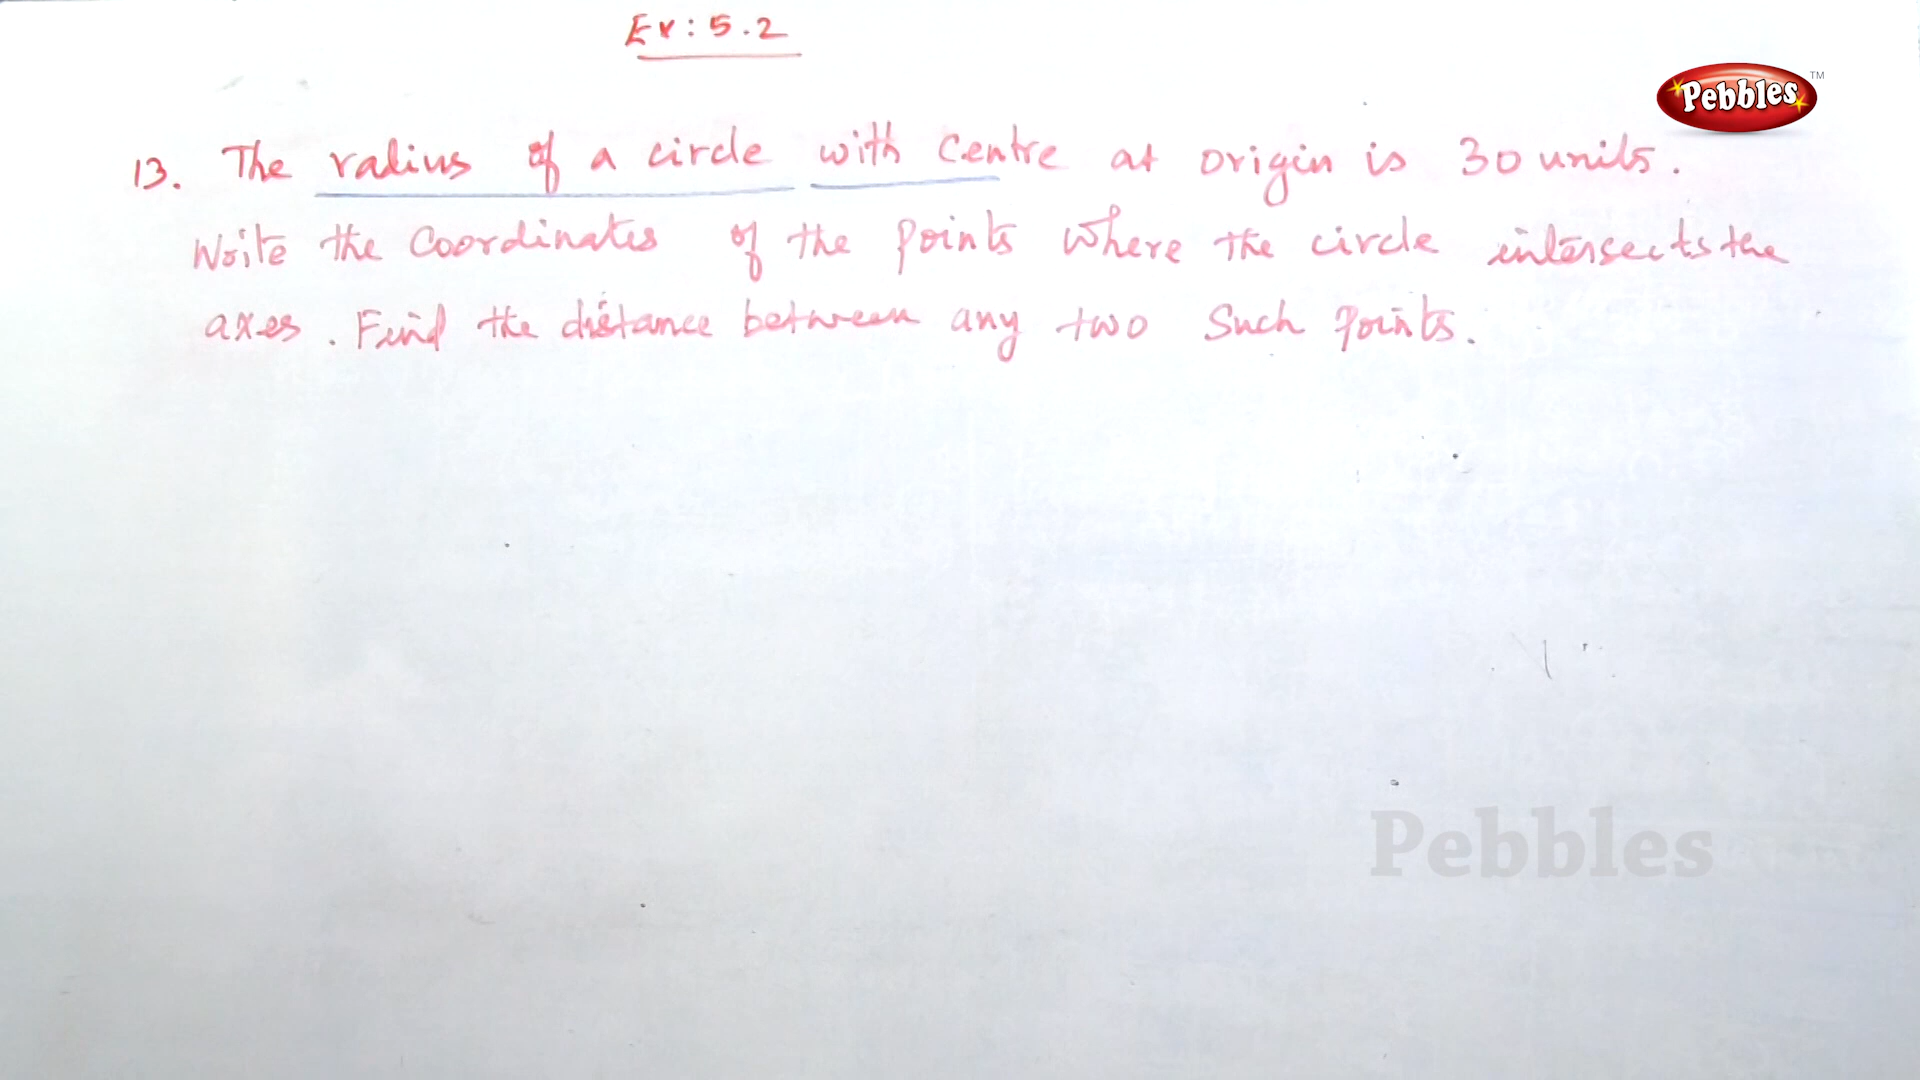 Ex: 5.2
Pebbles TM
13. The radius of a circle with Centre at origin is 30 units.
Write the Coordinates of the points where the circle intersects the
axes. Find the distance between any two Such points.
Pebbles